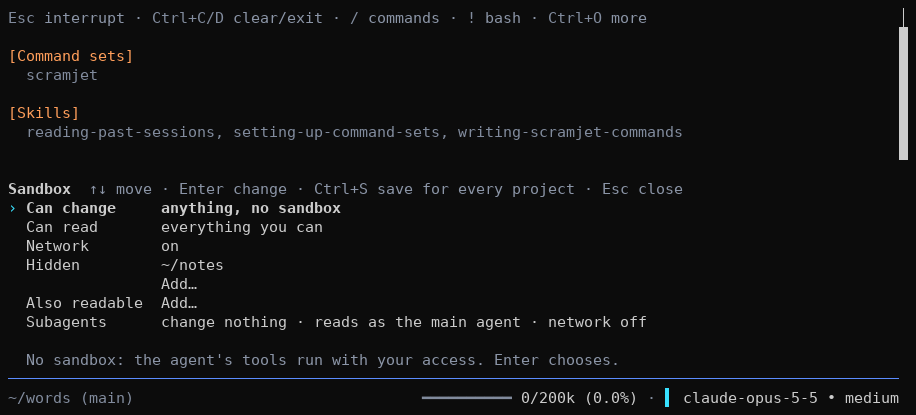 Esc interrupt · Ctrl+C/D clear/exit · / commands · ! bash · Ctrl+O more
[Command sets]
scramjet
[Skills]
reading-past-sessions, setting-up-command-sets, writing-scramjet-commands
Sandbox  ↑↓ move · Enter change · Ctrl+S save for every project · Esc close
› Can change     anything, no sandbox
Can read       everything you can
Network        on
Hidden         ~/notes
Add…
Also readable  Add…
Subagents      change nothing · reads as the main agent · network off
No sandbox: the agent's tools run with your access. Enter chooses.
~/words (main)     0/200k (0.0%) · claude-opus-5-5 • medium